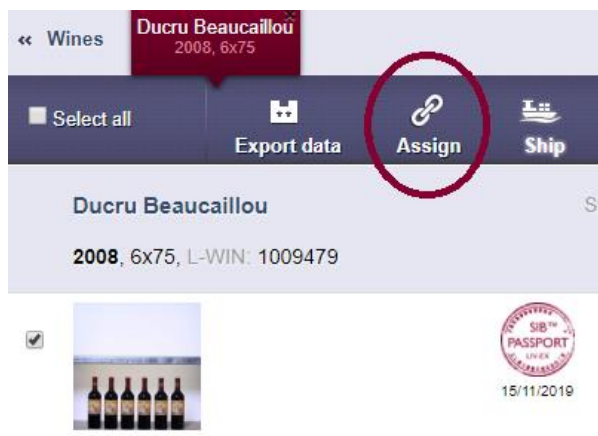 « Wines
Ducru Beaucaillou
2008, 6x75
Select all
Export data
Assign
Ship
Ducru Beaucaillou
S
2008, 6x75, L-WIN: 1009479
SIB™
PASSPORT
LIV-EX
15/11/2019